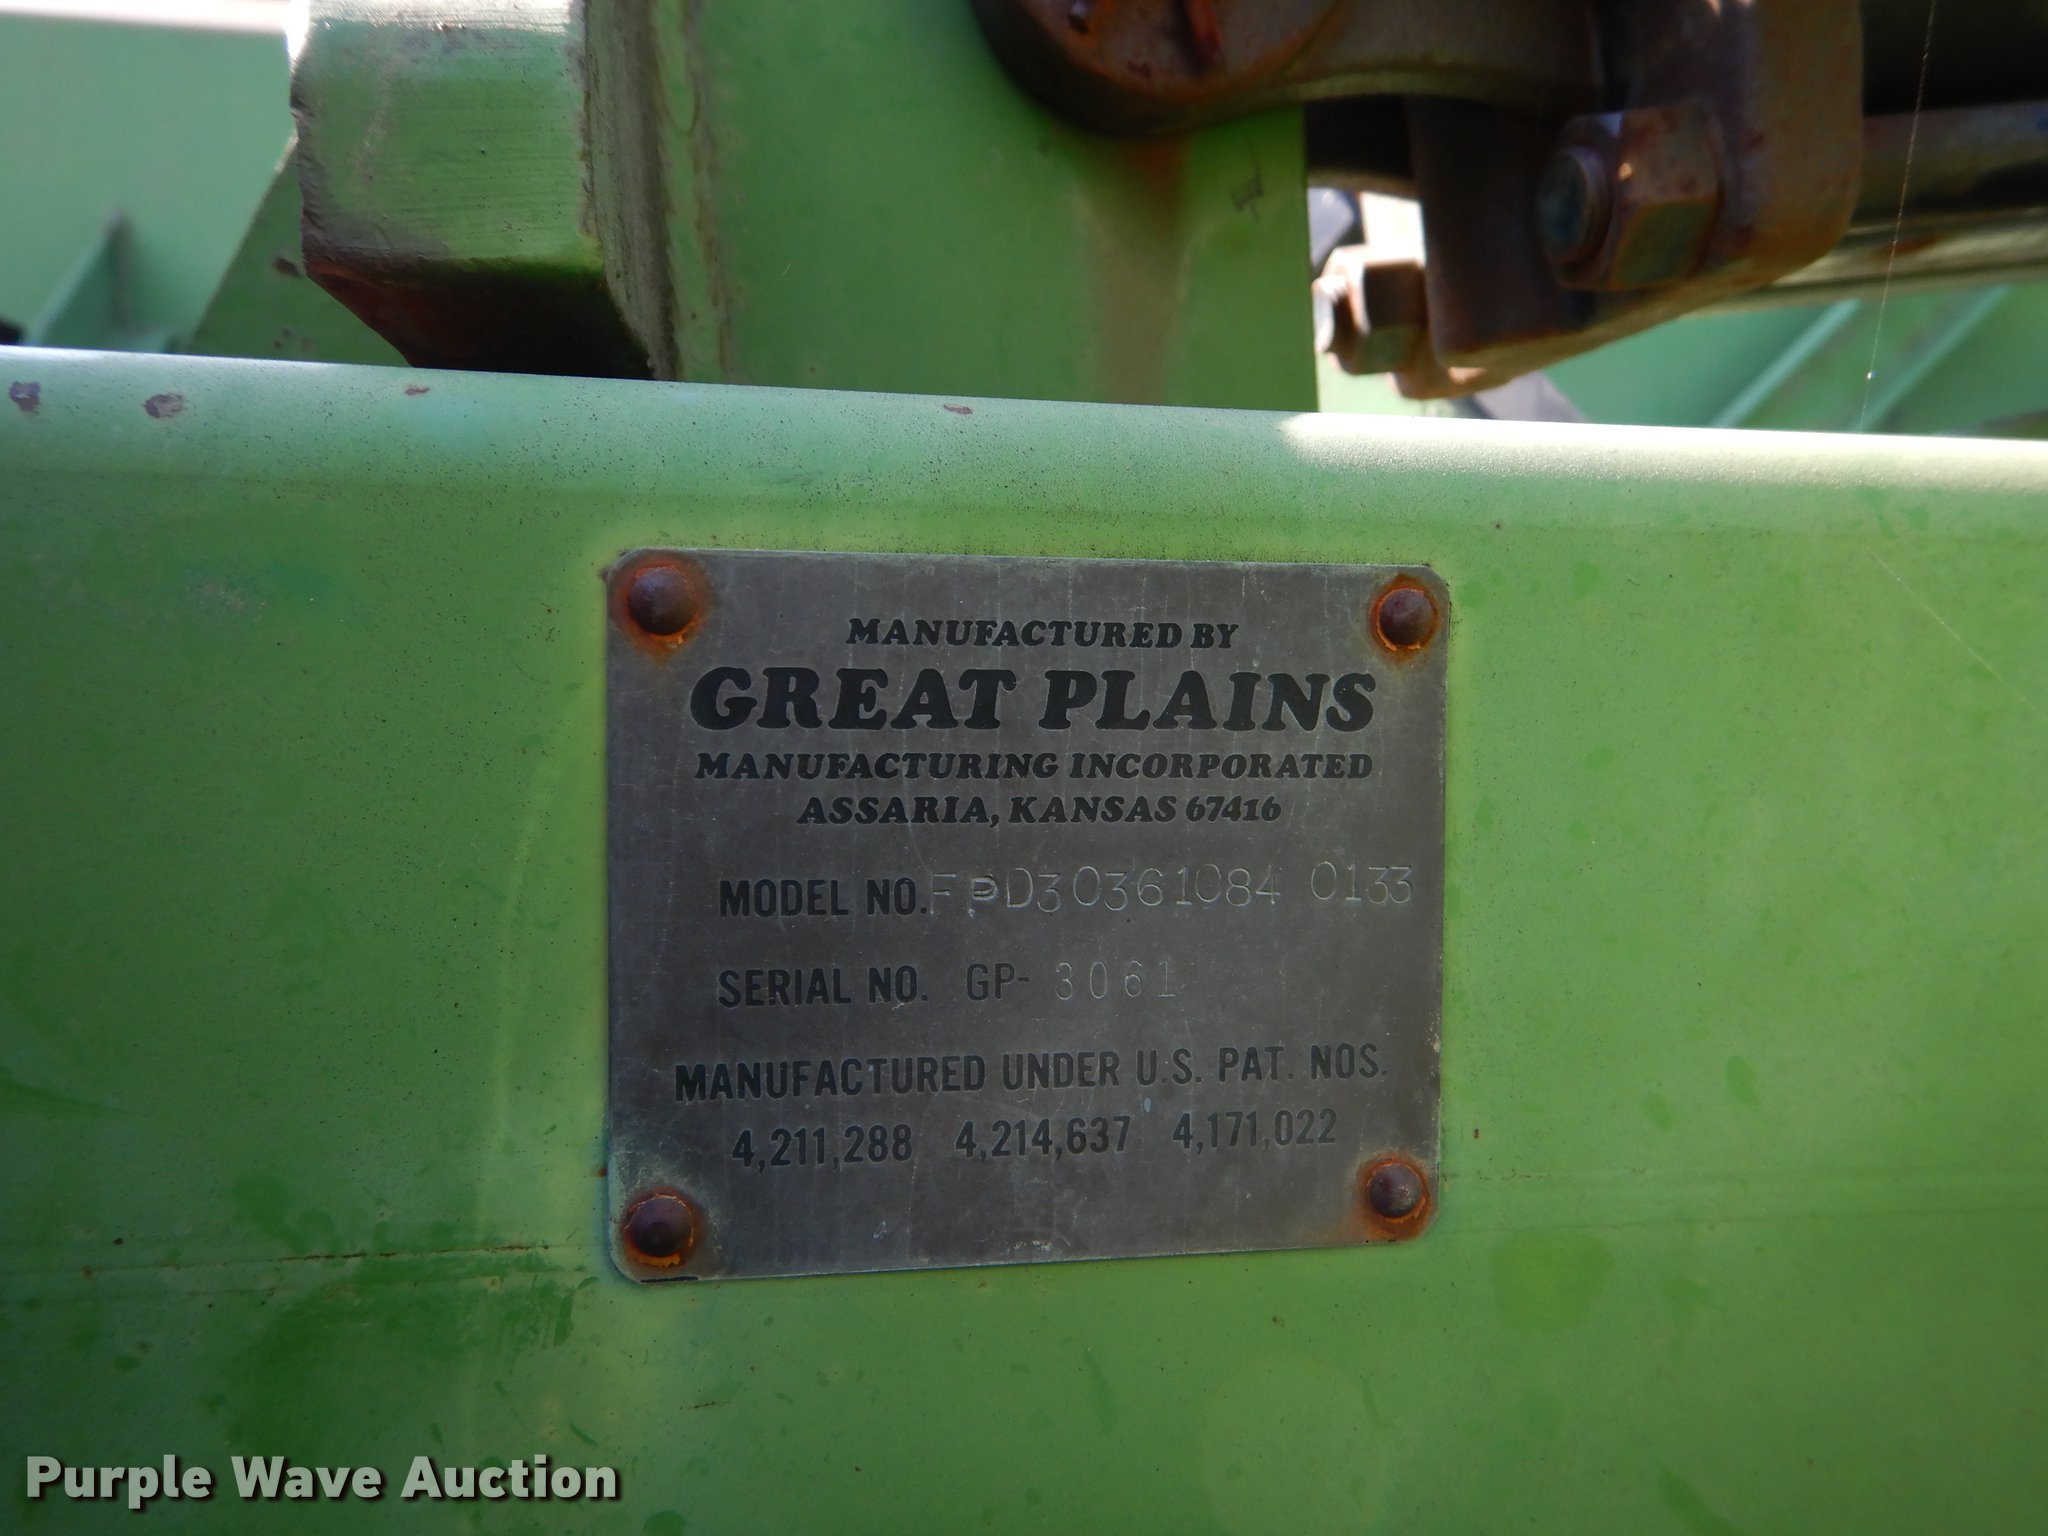 MANUFACTURED BY
GREAT PLAINS
MANUFACTURING INCORPORATED
ASSARIA, KANSAS 67416
MODEL NO. FPD30361084 0133
SERIAL NO. GP- 3061
MANUFACTURED UNDER U.S. PAT. NOS.
4,211,288 4,214,637 4,171,022
Purple Wave Auction